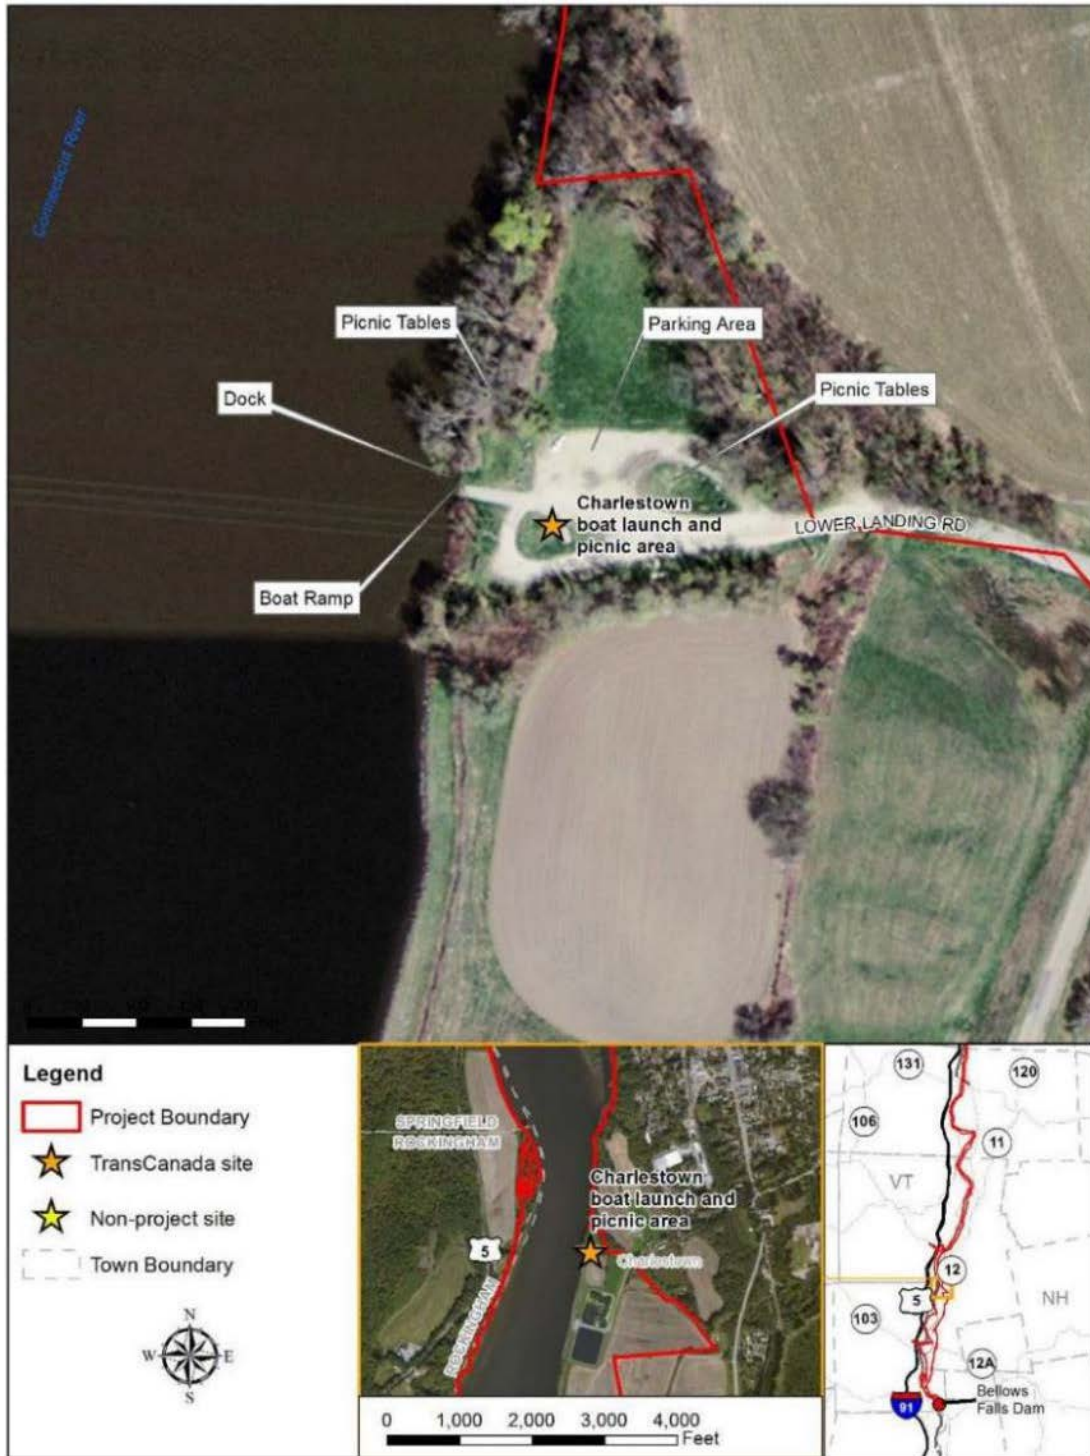 Connecticut River
Picnic Tables
Parking Area
Picnic Tables
Dock
Charlestown
boat launch and
picnic area
LOWER LANDING RD
Boat Ramp
Legend
Project Boundary
TransCanada site
Non-project site
Town Boundary
N
W E
S
SPRINGFIELD
ROCKINGHAM
Charlestown
boat launch and
picnic area
Charlestown
5
ROCKINGHAM
0 1,000 2,000 3,000 4,000
Feet
131
120
106
11
VT
12
5
NH
103
12A
Bellows
Falls Dam
91